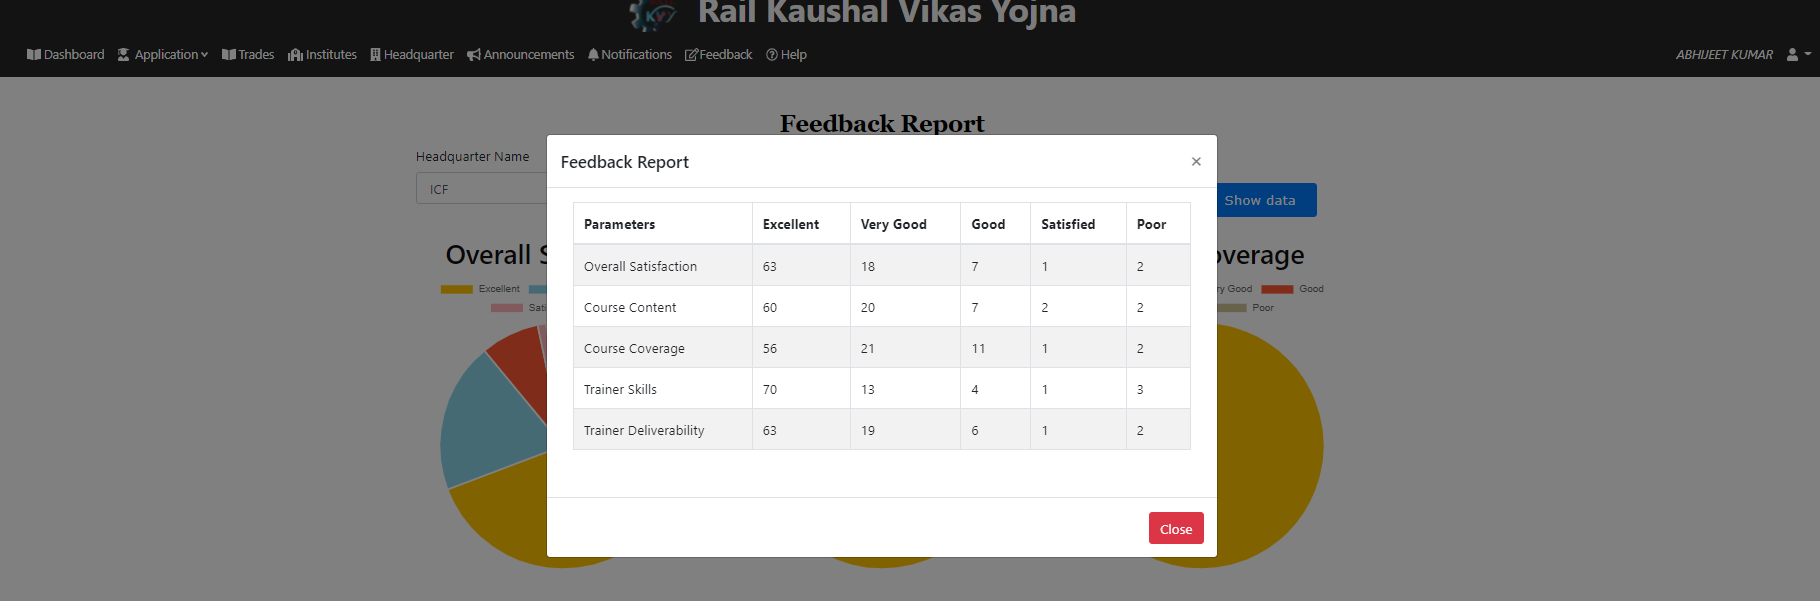 KVY
Rail Kaushal Vikas Yojna
Dashboard Application Trades Institutes Headquarter Announcements Notifications Feedback Help
ABHIJEET KUMAR
Feedback Report
Headquarter Name
ICF
Show data
Overall S
overage
Excellent
Sati
ry Good Good
Poor
Feedback Report ×
Parameters Excellent Very Good Good Satisfied Poor
Overall Satisfaction 63 18 7 1 2
Course Content 60 20 7 2 2
Course Coverage 56 21 11 1 2
Trainer Skills 70 13 4 1 3
Trainer Deliverability 63 19 6 1 2
Close